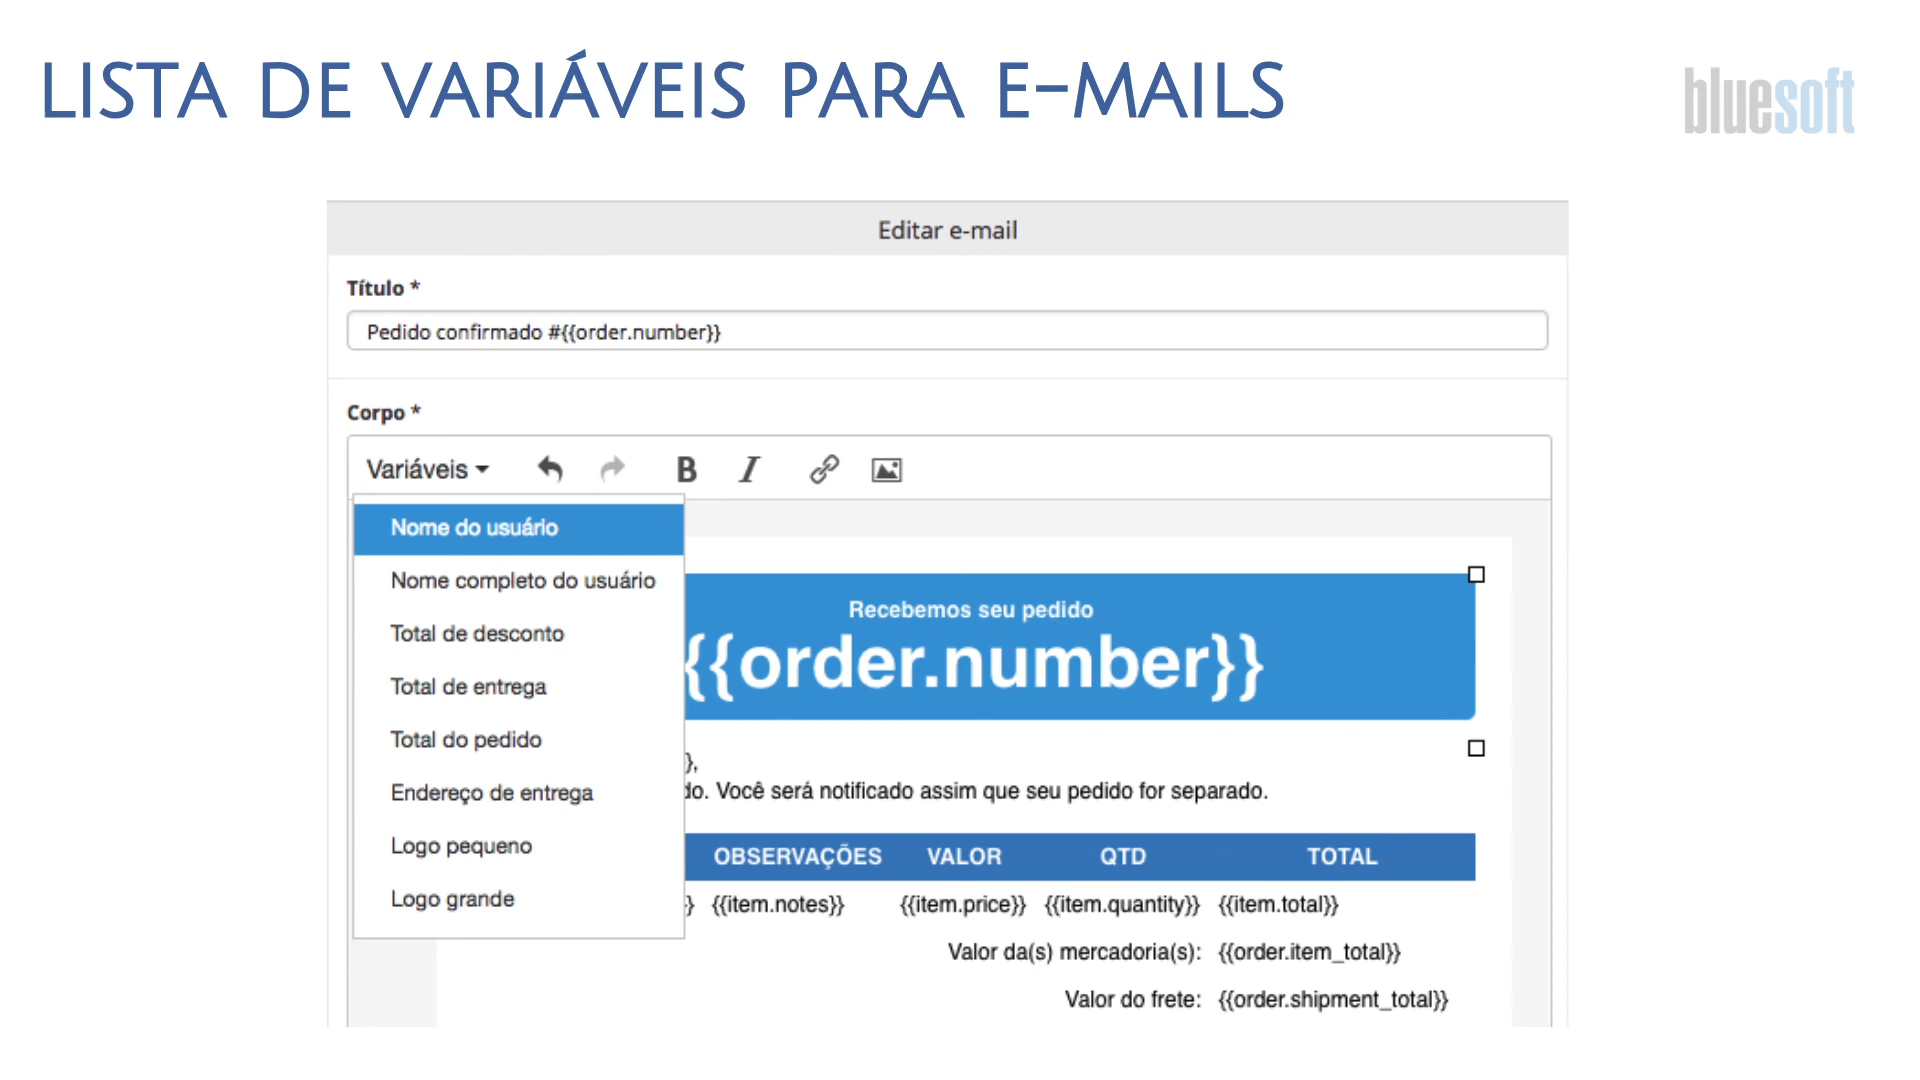 LISTA DE VARIÁVEIS PARA E-MAILS
bluesoft
Editar e-mail
Título *
Pedido confirmado #{{order.number}}
Corpo *
Variáveis B I
Nome do usuário
Nome completo do usuário
Total de desconto
Total de entrega
Total do pedido
Endereço de entrega
Logo pequeno
Logo grande
Recebemos seu pedido
{{order.number}}
}},
do. Você será notificado assim que seu pedido for separado.
OBSERVAÇÕES VALOR QTD TOTAL
}} {{item.notes}} {{item.price}} {{item.quantity}} {{item.total}}
Valor da(s) mercadoria(s): {{order.item_total}}
Valor do frete: {{order.shipment_total}}